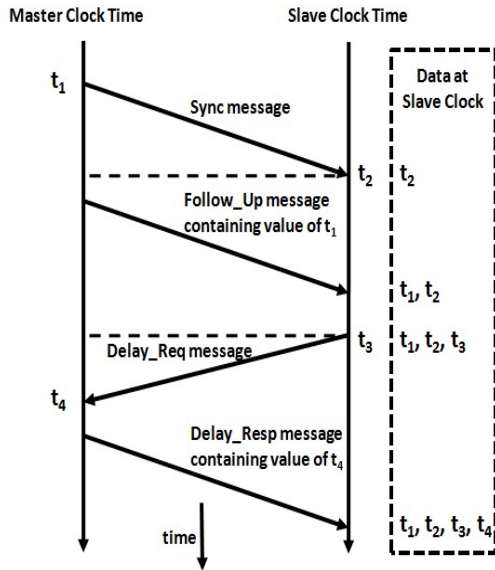 Master Clock Time
Slave Clock Time
Data at
Slave Clock
t₁
Sync message
t₂
t₂
Follow_Up message
containing value of t₁
t₁, t₂
t₃
t₁, t₂, t₃
Delay_Req message
t₄
Delay_Resp message
containing value of t₄
t₁, t₂, t₃, t₄
time